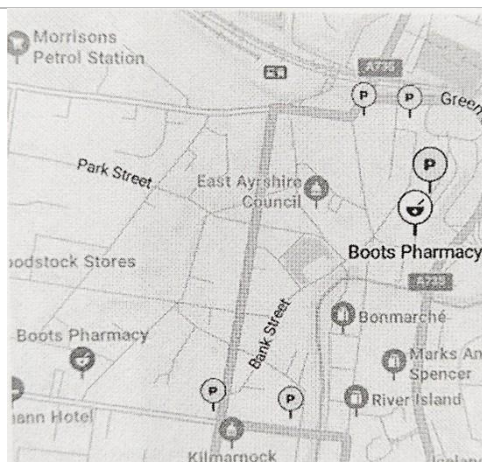 Morrisons
Petrol Station
A735
P
P
Green
Park Street
P
East Ayrshire
Council
Boots Pharmacy
oodstock Stores
A735
Bonmarché
Bank Street
Boots Pharmacy
Marks An
Spencer
P
P
River Island
ann Hotel
Kilmarnock